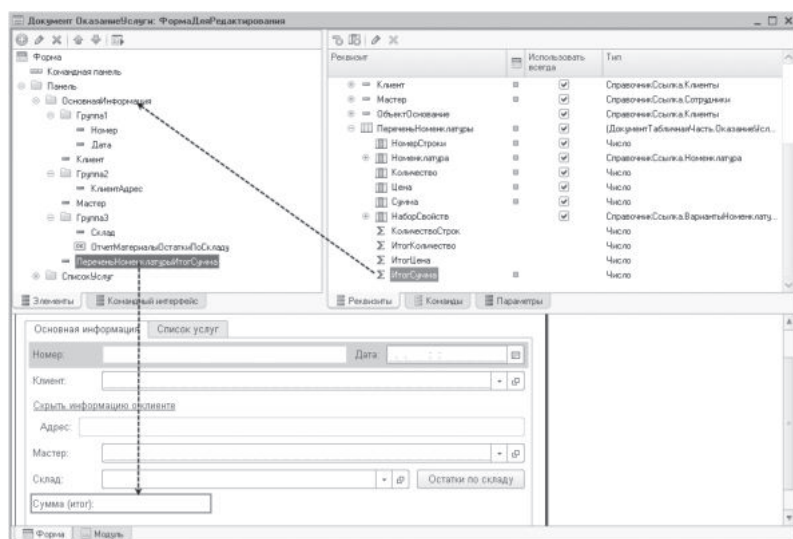 Документ ОказаниеУслуги: ФормаДляРедактирования
Форма
Командная панель
Панель
ОсновнаяИнформация
Группа1
Номер
Дата
Клиент
Группа2
КлиентАдрес
Мастер
Группа3
Склад
ОтчетМатериалыОстаткиПоСкладу
ПереченьНоменклатурыИтогСумма
СписокУслуг
Элементы
Командный интерфейс
Реквизит
Использовать всегда
Тип
Клиент
СправочникСсылка.Клиенты
Мастер
СправочникСсылка.Сотрудники
ОбъектОснование
СправочникСсылка.Клиенты
ПереченьНоменклатуры
(ДокументТабличнаяЧасть.ОказаниеУсл...
НомерСтроки
Число
Номенклатура
СправочникСсылка.Номенклатура
Количество
Число
Цена
Число
Сумма
Число
НаборСвойств
СправочникСсылка.ВариантыНоменклату...
КоличествоСтрок
Число
ИтогКоличество
Число
ИтогЦена
Число
ИтогСумма
Число
Реквизиты
Команды
Параметры
Основная информация
Список услуг
Номер:
Дата:
Клиент:
Скрыть информацию о клиенте
Адрес:
Мастер:
Склад:
Остатки по складу
Сумма (итог):
Форма
Модуль